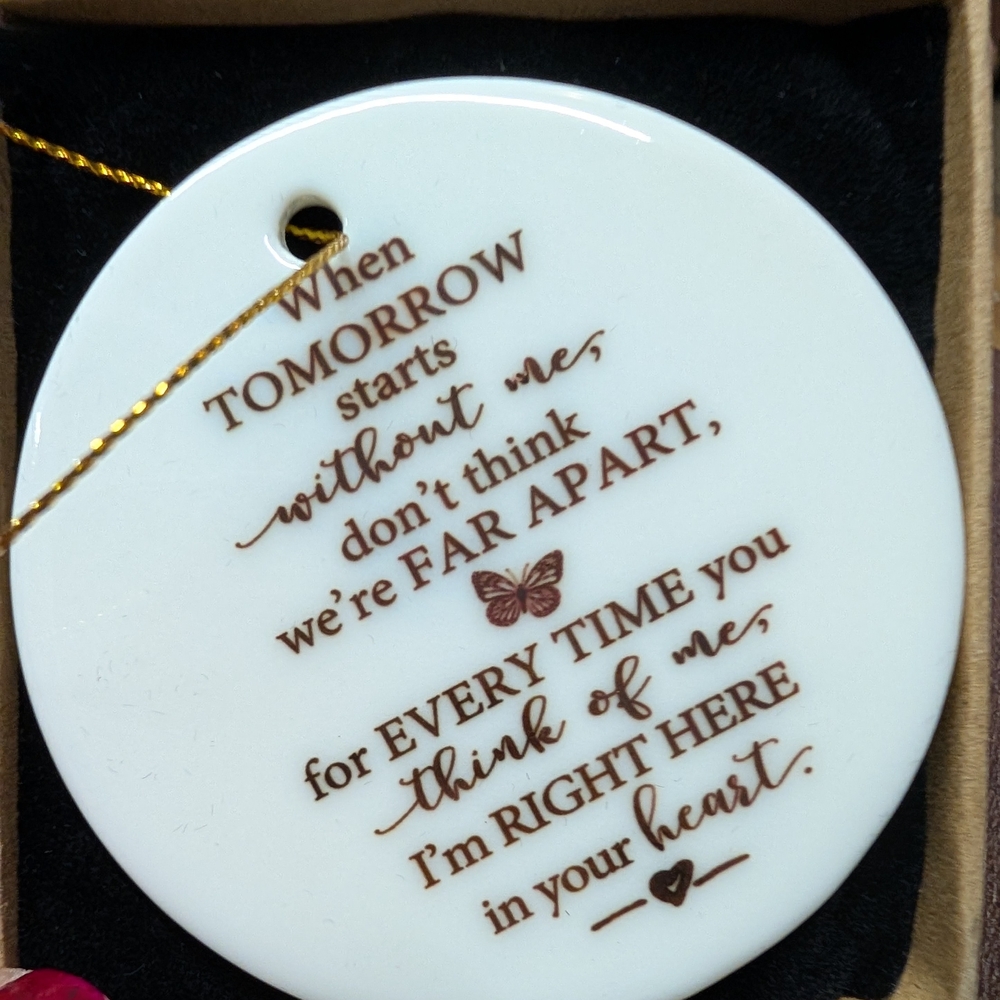 When
TOMORROW
starts
without me,
don't think
we're FAR APART,
for EVERY TIME you
think of me,
I'm RIGHT HERE
in your heart.